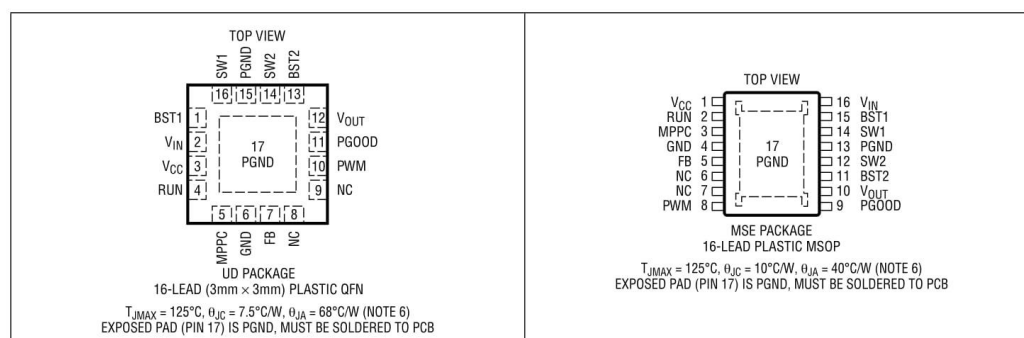 TOP VIEW
SW1 PGND SW2 BST2
16 15 14 13
BST1 1 12 VOUT
VIN 2 11 PGOOD
17
PGND
VCC 3 10 PWM
RUN 4 9 NC
5 6 7 8
MPPC GND FB NC
UD PACKAGE
16-LEAD (3mm × 3mm) PLASTIC QFN
TJMAX = 125°C, θJC = 7.5°C/W, θJA = 68°C/W (NOTE 6)
EXPOSED PAD (PIN 17) IS PGND, MUST BE SOLDERED TO PCB
TOP VIEW
VCC 1 16 VIN
RUN 2 15 BST1
MPPC 3 14 SW1
GND 4 17 13 PGND
FB 5 PGND 12 SW2
NC 6 11 BST2
NC 7 10 VOUT
PWM 8 9 PGOOD
MSE PACKAGE
16-LEAD PLASTIC MSOP
TJMAX = 125°C, θJC = 10°C/W, θJA = 40°C/W (NOTE 6)
EXPOSED PAD (PIN 17) IS PGND, MUST BE SOLDERED TO PCB